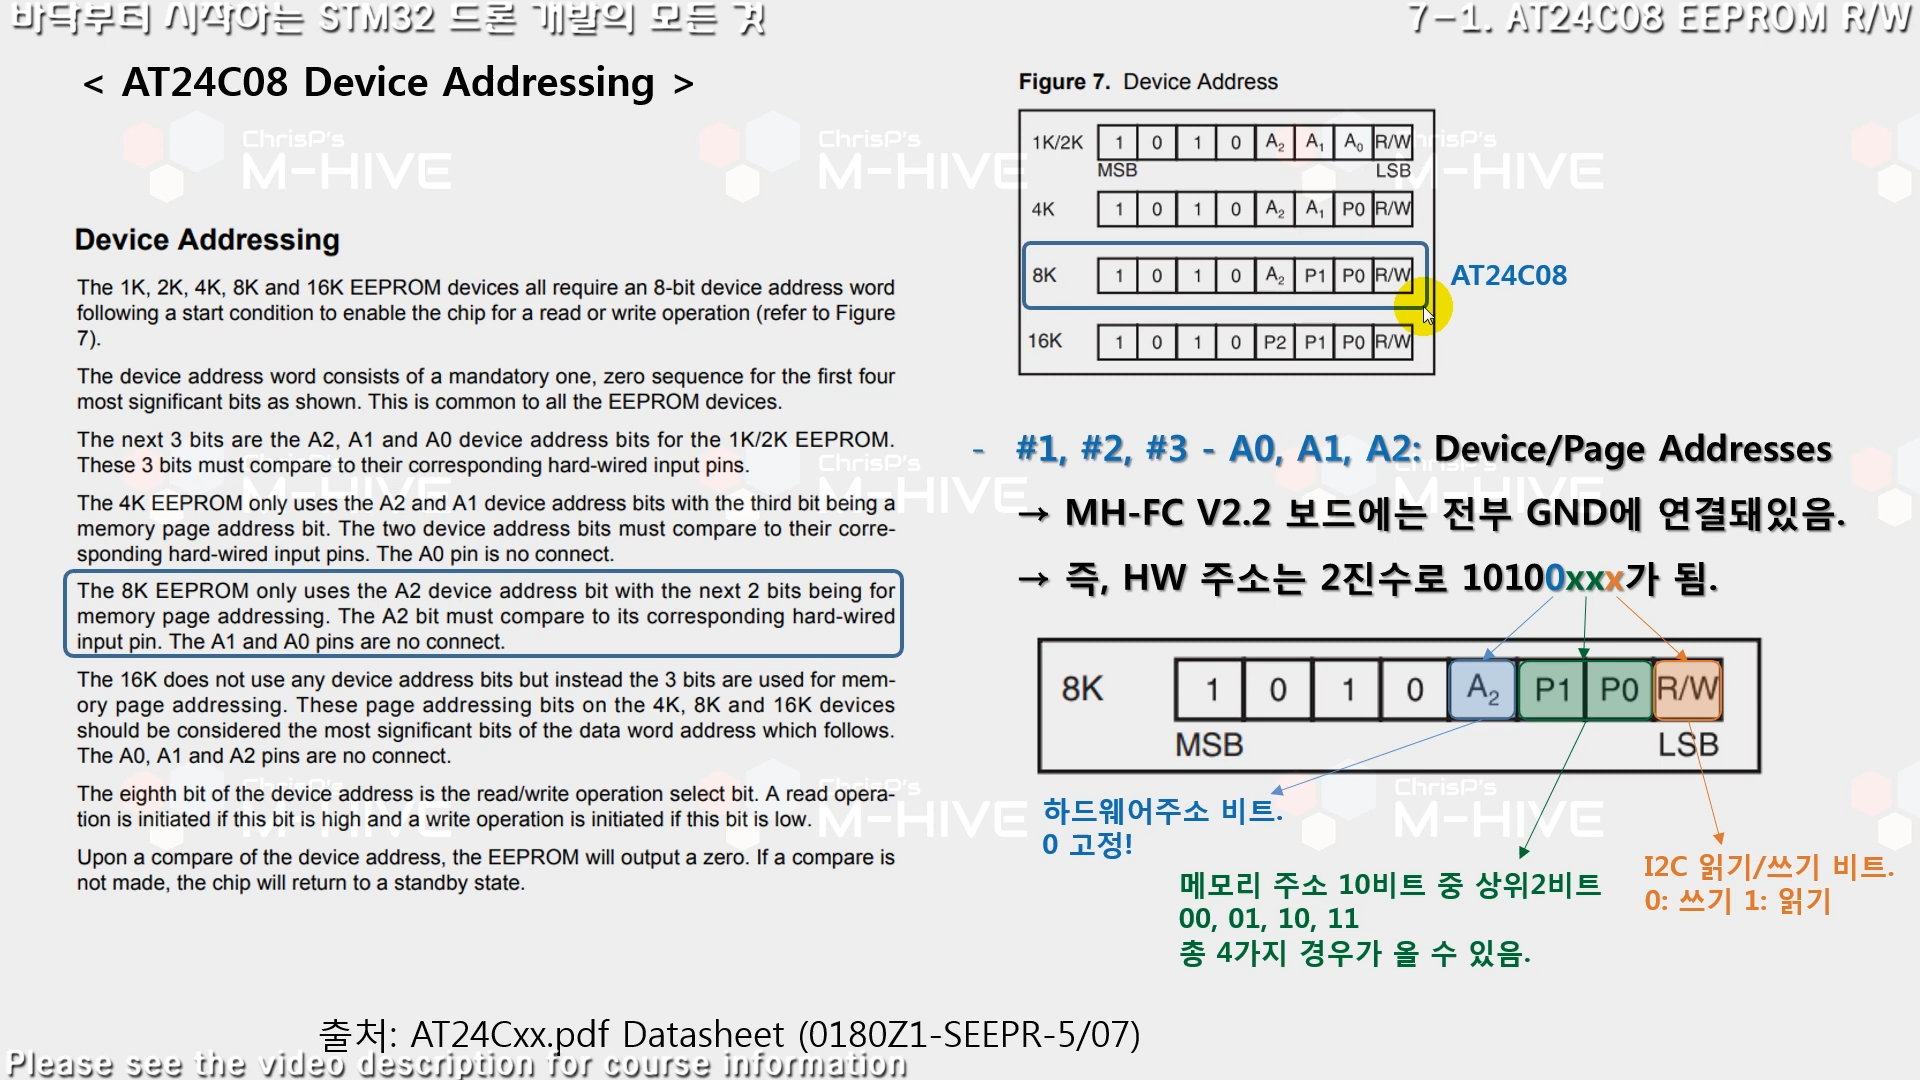 바닥부터 시작하는 STM32 드론 개발의 모든 것
7-1. AT24C08 EEPROM R/W
< AT24C08 Device Addressing >
Device Addressing
The 1K, 2K, 4K, 8K and 16K EEPROM devices all require an 8-bit device address word
following a start condition to enable the chip for a read or write operation (refer to Figure
7).
The device address word consists of a mandatory one, zero sequence for the first four
most significant bits as shown. This is common to all the EEPROM devices.
The next 3 bits are the A2, A1 and A0 device address bits for the 1K/2K EEPROM.
These 3 bits must compare to their corresponding hard-wired input pins.
The 4K EEPROM only uses the A2 and A1 device address bits with the third bit being a
memory page address bit. The two device address bits must compare to their corre-
sponding hard-wired input pins. The A0 pin is no connect.
The 8K EEPROM only uses the A2 device address bit with the next 2 bits being for
memory page addressing. The A2 bit must compare to its corresponding hard-wired
input pin. The A1 and A0 pins are no connect.
The 16K does not use any device address bits but instead the 3 bits are used for mem-
ory page addressing. These page addressing bits on the 4K, 8K and 16K devices
should be considered the most significant bits of the data word address which follows.
The A0, A1 and A2 pins are no connect.
The eighth bit of the device address is the read/write operation select bit. A read opera-
tion is initiated if this bit is high and a write operation is initiated if this bit is low.
Upon a compare of the device address, the EEPROM will output a zero. If a compare is
not made, the chip will return to a standby state.
Figure 7. Device Address
1K/2K 1 0 1 0 A2 A1 A0 R/W
MSB LSB
4K 1 0 1 0 A2 A1 P0 R/W
8K 1 0 1 0 A2 P1 P0 R/W
AT24C08
16K 1 0 1 0 P2 P1 P0 R/W
- #1, #2, #3 - A0, A1, A2: Device/Page Addresses
→ MH-FC V2.2 보드에는 전부 GND에 연결돼있음.
→ 즉, HW 주소는 2진수로 10100xxx가 됨.
8K 1 0 1 0 A2 P1 P0 R/W
MSB LSB
하드웨어주소 비트.
0 고정!
메모리 주소 10비트 중 상위2비트
00, 01, 10, 11
총 4가지 경우가 올 수 있음.
I2C 읽기/쓰기 비트.
0: 쓰기 1: 읽기
출처: AT24Cxx.pdf Datasheet (0180Z1-SEEPR-5/07)
Please see the video description for course information
ChrisP's
M-HIVE
ChrisP's
M-HIVE
ChrisP's
M-HIVE
ChrisP's
M-HIVE
ChrisP's
M-HIVE
ChrisP's
M-HIVE
ChrisP's
M-HIVE
ChrisP's
M-HIVE
ChrisP's
M-HIVE